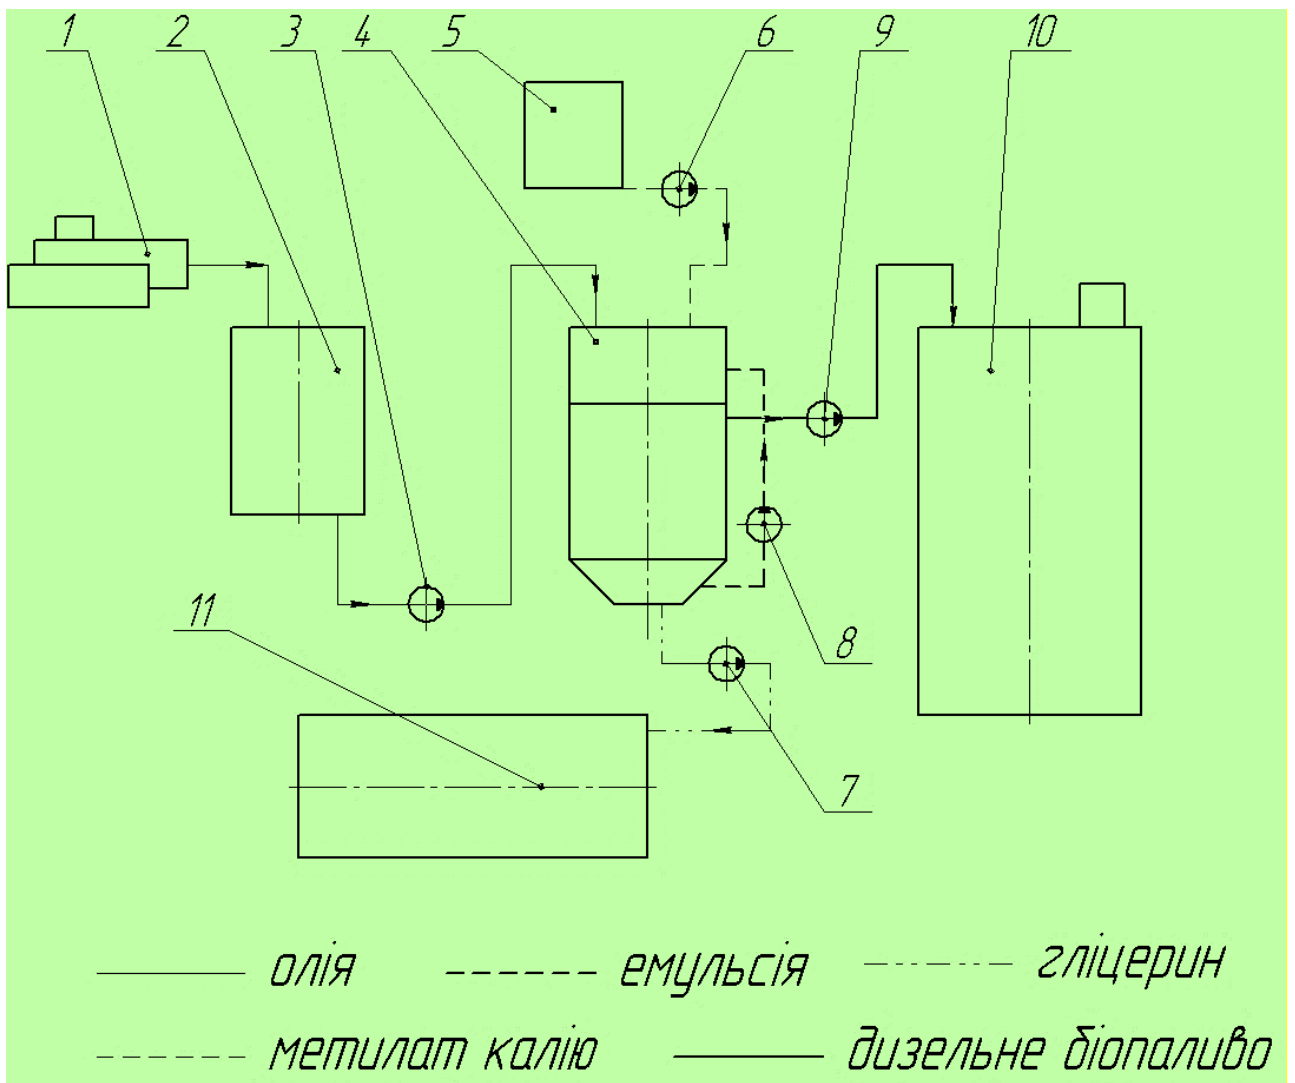 1 2 3 4 5 6 9 10
11
8
7
олія емульсія гліцерин
метилат калію дизельне біопаливо